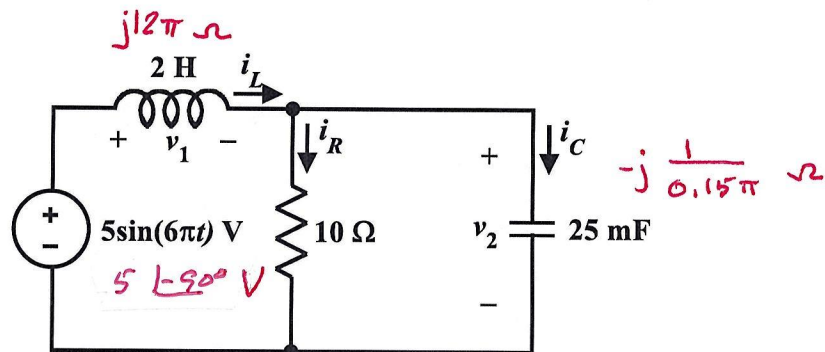 j12π Ω
2 H
i_L
+ v_1 −
i_R
+
i_C
-j 1/0.15π Ω
+
−
5sin(6πt) V
10 Ω
v_2
25 mF
5 ∠-90° V
−